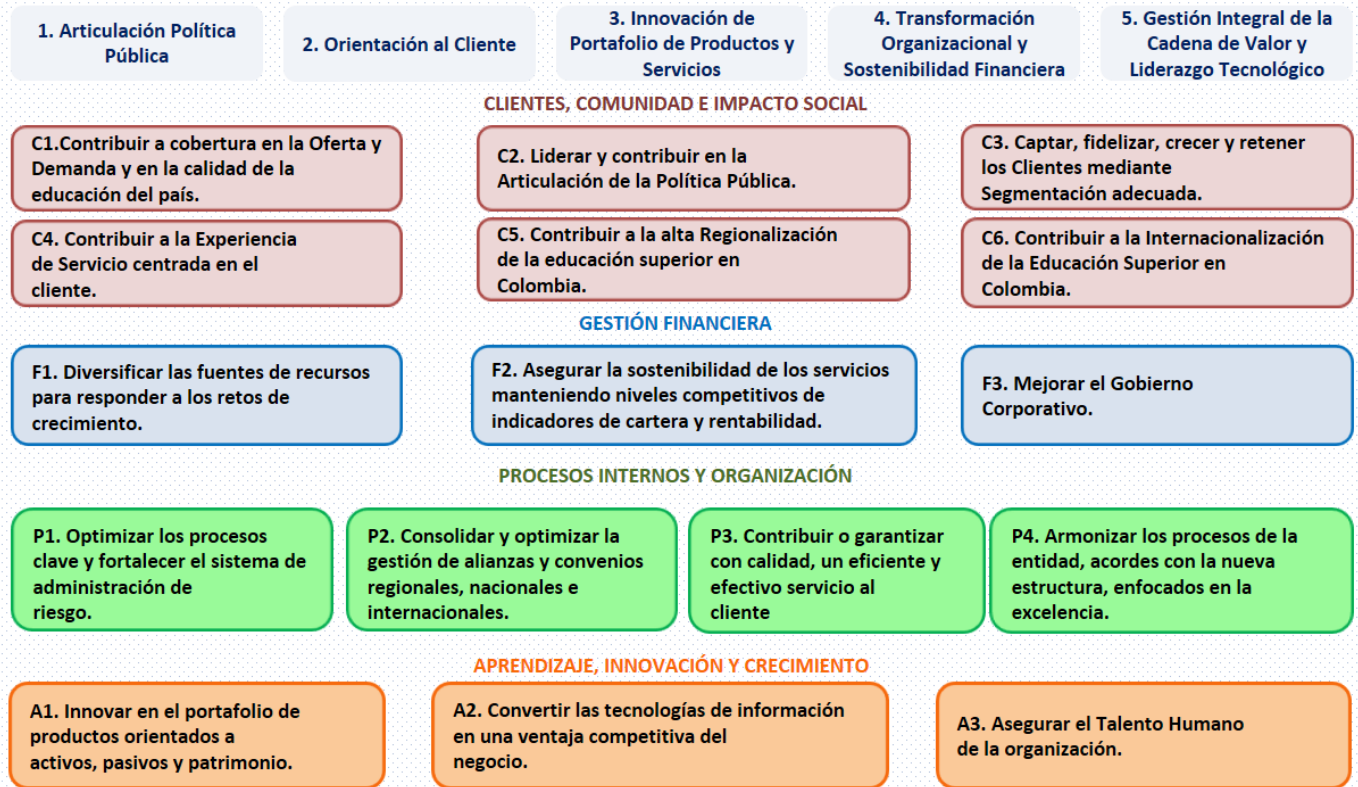 1. Articulación Política
Pública
2. Orientación al Cliente
3. Innovación de
Portafolio de Productos y
Servicios
4. Transformación
Organizacional y
Sostenibilidad Financiera
5. Gestión Integral de la
Cadena de Valor y
Liderazgo Tecnológico
CLIENTES, COMUNIDAD E IMPACTO SOCIAL
C1.Contribuir a cobertura en la Oferta y
Demanda y en la calidad de la
educación del país.
C2. Liderar y contribuir en la
Articulación de la Política Pública.
C3. Captar, fidelizar, crecer y retener
los Clientes mediante
Segmentación adecuada.
C4. Contribuir a la Experiencia
de Servicio centrada en el
cliente.
C5. Contribuir a la alta Regionalización
de la educación superior en
Colombia.
C6. Contribuir a la Internacionalización
de la Educación Superior en
Colombia.
GESTIÓN FINANCIERA
F1. Diversificar las fuentes de recursos
para responder a los retos de
crecimiento.
F2. Asegurar la sostenibilidad de los servicios
manteniendo niveles competitivos de
indicadores de cartera y rentabilidad.
F3. Mejorar el Gobierno
Corporativo.
PROCESOS INTERNOS Y ORGANIZACIÓN
P1. Optimizar los procesos
clave y fortalecer el sistema de
administración de
riesgo.
P2. Consolidar y optimizar la
gestión de alianzas y convenios
regionales, nacionales e
internacionales.
P3. Contribuir o garantizar
con calidad, un eficiente y
efectivo servicio al
cliente
P4. Armonizar los procesos de la
entidad, acordes con la nueva
estructura, enfocados en la
excelencia.
APRENDIZAJE, INNOVACIÓN Y CRECIMIENTO
A1. Innovar en el portafolio de
productos orientados a
activos, pasivos y patrimonio.
A2. Convertir las tecnologías de información
en una ventaja competitiva del
negocio.
A3. Asegurar el Talento Humano
de la organización.